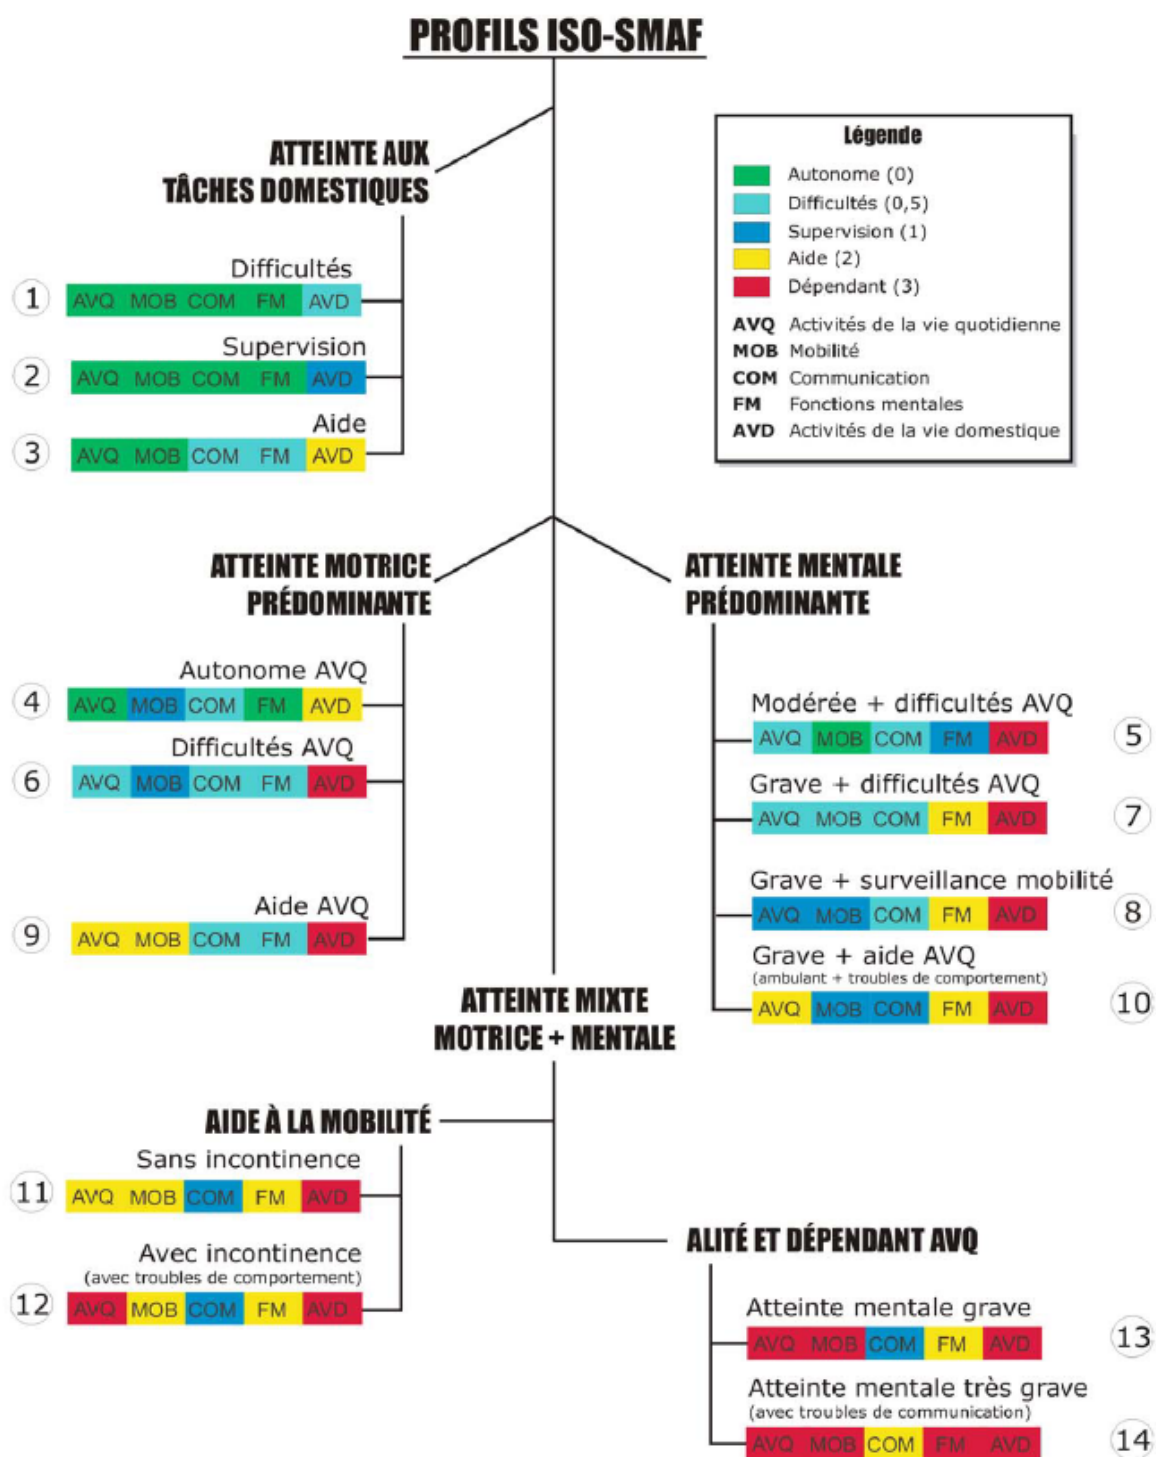 PROFILS ISO-SMAF
Légende
Autonome (0)
Difficultés (0,5)
Supervision (1)
Aide (2)
Dépendant (3)
AVQ Activités de la vie quotidienne
MOB Mobilité
COM Communication
FM Fonctions mentales
AVD Activités de la vie domestique
ATTEINTE AUX
TÂCHES DOMESTIQUES
Difficultés
1 AVQ MOB COM FM AVD
Supervision
2 AVQ MOB COM FM AVD
Aide
3 AVQ MOB COM FM AVD
ATTEINTE MOTRICE
PRÉDOMINANTE
Autonome AVQ
4 AVQ MOB COM FM AVD
Difficultés AVQ
6 AVQ MOB COM FM AVD
Aide AVQ
9 AVQ MOB COM FM AVD
ATTEINTE MENTALE
PRÉDOMINANTE
Modérée + difficultés AVQ
AVQ MOB COM FM AVD 5
Grave + difficultés AVQ
AVQ MOB COM FM AVD 7
Grave + surveillance mobilité
AVQ MOB COM FM AVD 8
Grave + aide AVQ
(ambulant + troubles de comportement)
AVQ MOB COM FM AVD 10
ATTEINTE MIXTE
MOTRICE + MENTALE
AIDE À LA MOBILITÉ
Sans incontinence
11 AVQ MOB COM FM AVD
Avec incontinence
(avec troubles de comportement)
12 AVQ MOB COM FM AVD
ALITÉ ET DÉPENDANT AVQ
Atteinte mentale grave
AVQ MOB COM FM AVD 13
Atteinte mentale très grave
(avec troubles de communication)
AVQ MOB COM FM AVD 14